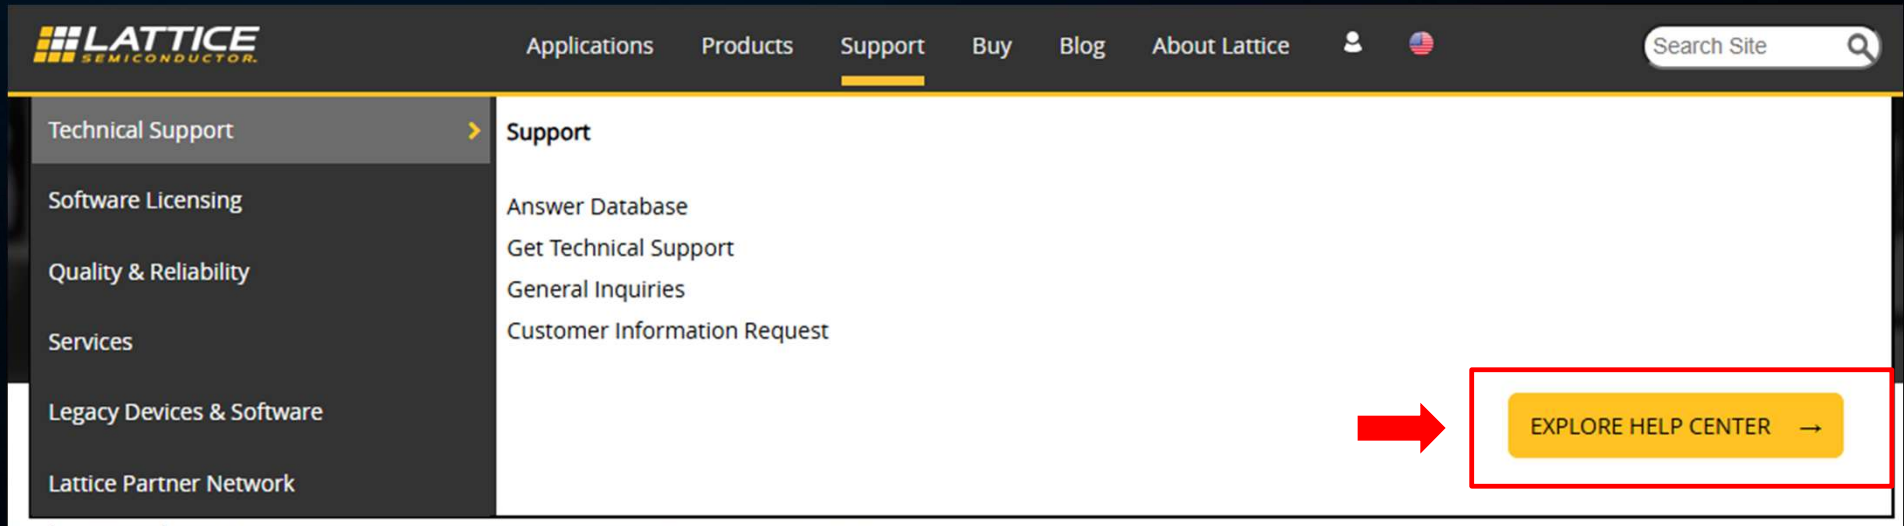 LATTICE
SEMICONDUCTOR.
Applications Products Support Buy Blog About Lattice Search Site
Technical Support
Software Licensing
Quality & Reliability
Services
Legacy Devices & Software
Lattice Partner Network
Support
Answer Database
Get Technical Support
General Inquiries
Customer Information Request
EXPLORE HELP CENTER →